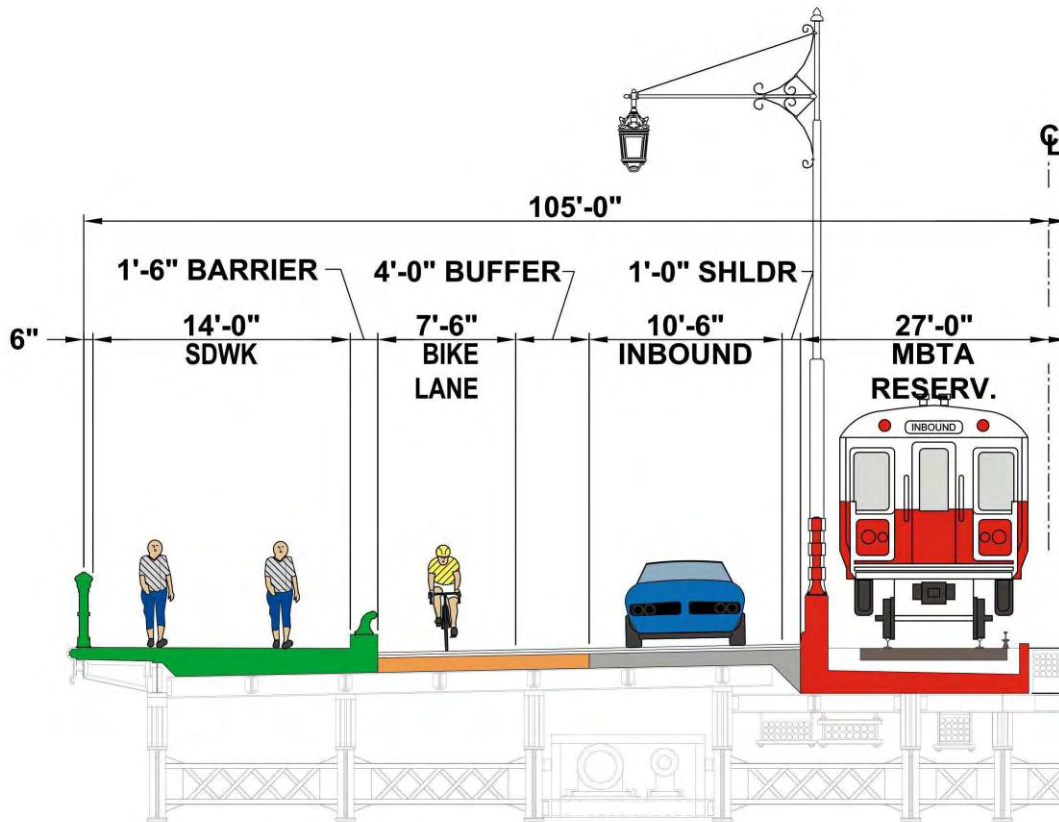 ℄
105'-0"
1'-6" BARRIER
4'-0" BUFFER
1'-0" SHLDR
6"
14'-0"
SDWK
7'-6"
BIKE
LANE
10'-6"
INBOUND
27'-0"
MBTA
RESERV.
INBOUND